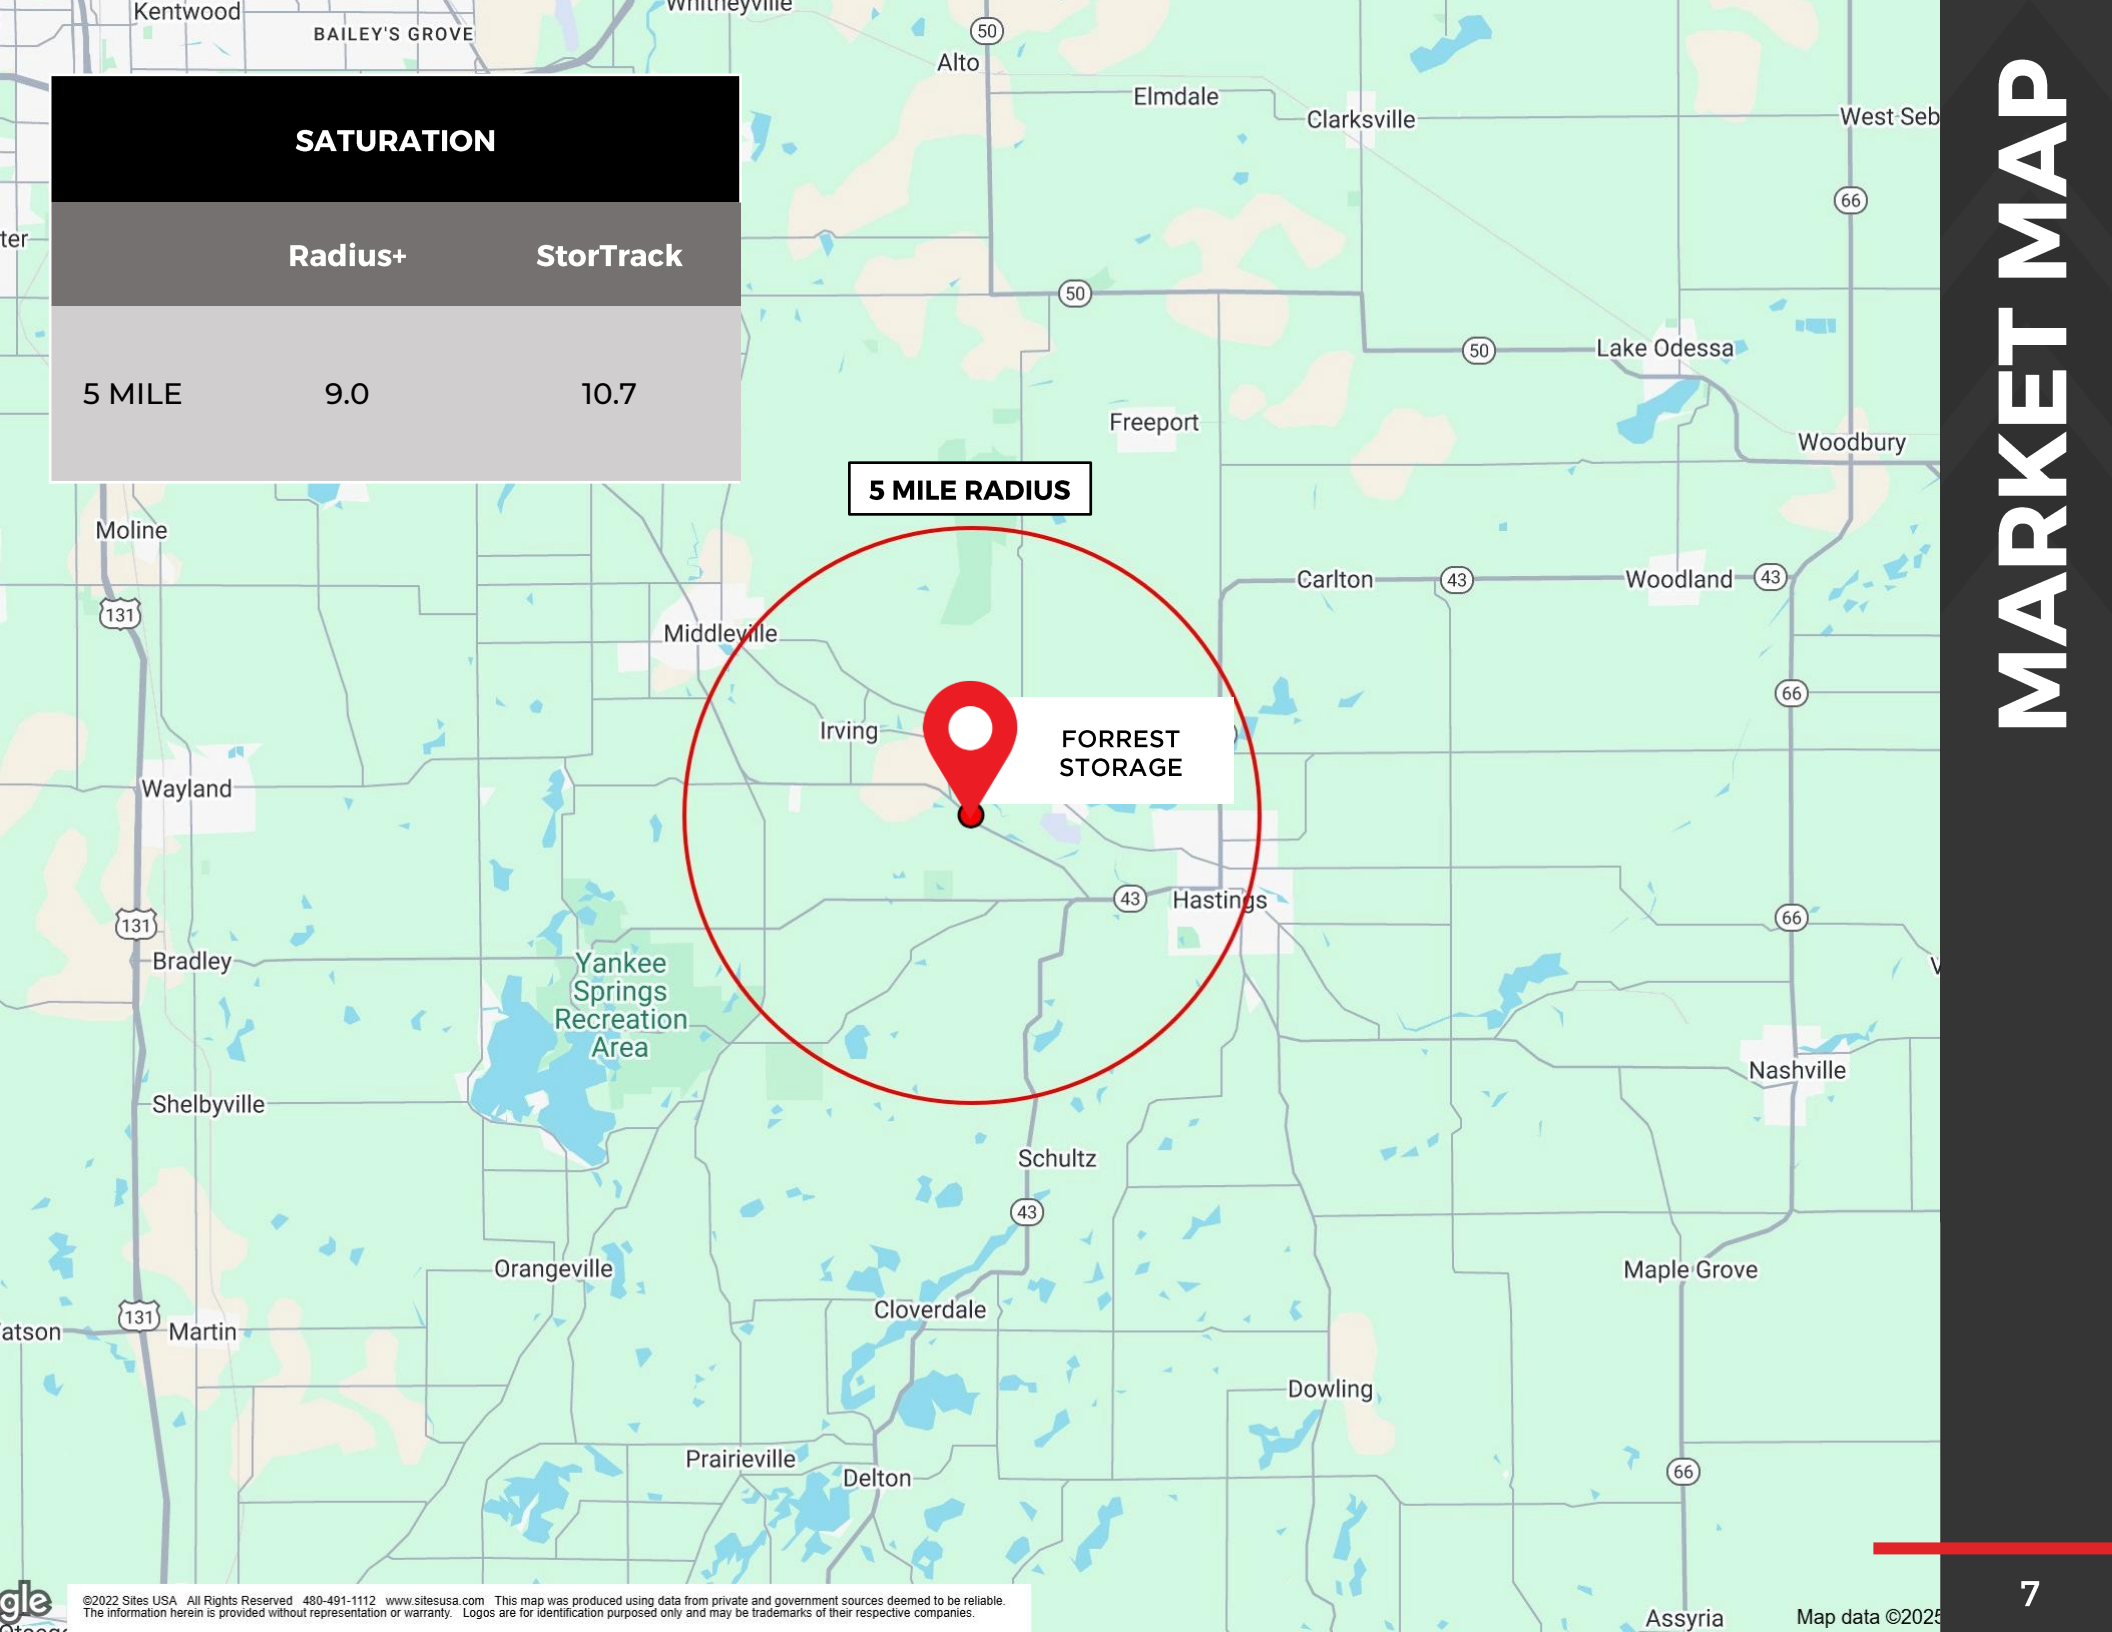 Kentwood
Whitneyville
BAILEY'S GROVE
50
Alto
Elmdale
Clarksville
West Seb
SATURATION
66
ter
Radius+
StorTrack
50
50
Lake Odessa
5 MILE
9.0
10.7
Freeport
Woodbury
5 MILE RADIUS
Moline
Carlton
43
Woodland
43
131
Middleville
66
Irving
FORREST
STORAGE
Wayland
43
Hastings
131
66
Bradley
Yankee
Springs
Recreation
Area
Nashville
Shelbyville
Schultz
43
Orangeville
Maple Grove
Cloverdale
131
atson
Martin
Dowling
Prairieville
Delton
66
gle
©2022 Sites USA All Rights Reserved 480-491-1112 www.sitesusa.com This map was produced using data from private and government sources deemed to be reliable.
The information herein is provided without representation or warranty. Logos are for identification purposed only and may be trademarks of their respective companies.
Assyria
Map data ©2025
MARKET MAP
7